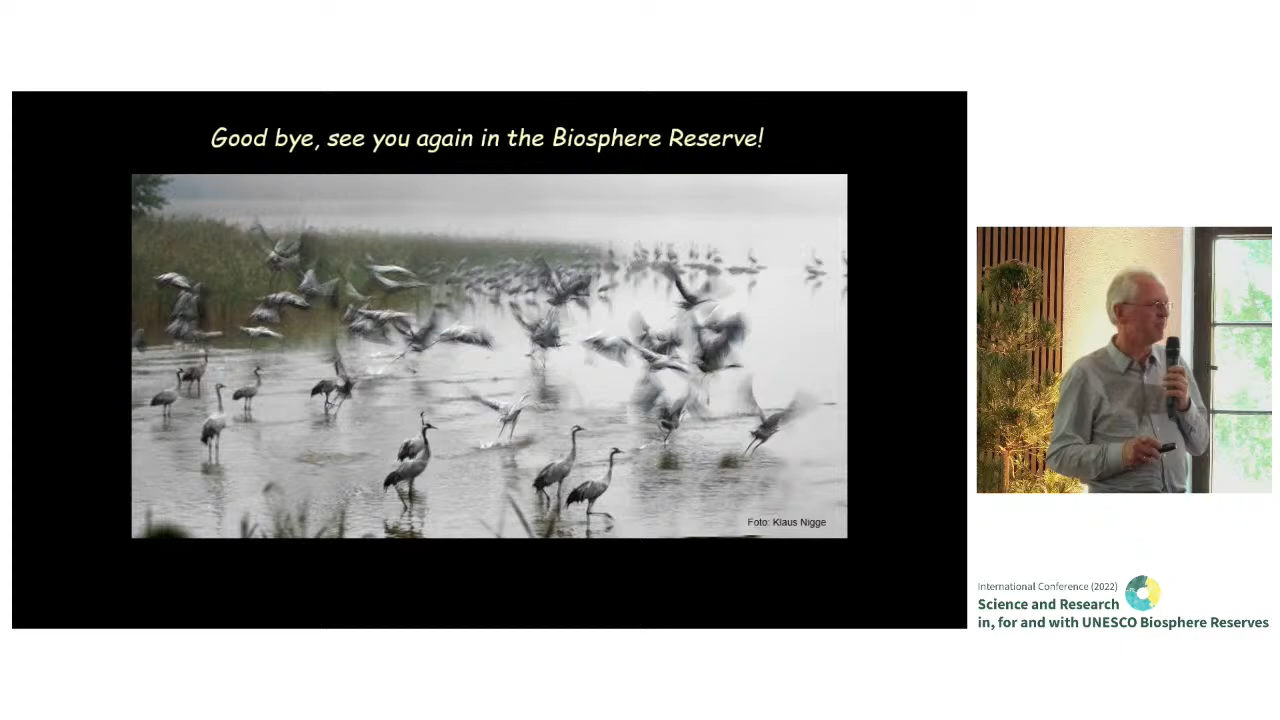 Good bye, see you again in the Biosphere Reserve!
Foto: Klaus Nigge
International Conference (2022)
Science and Research
in, for and with UNESCO Biosphere Reserves